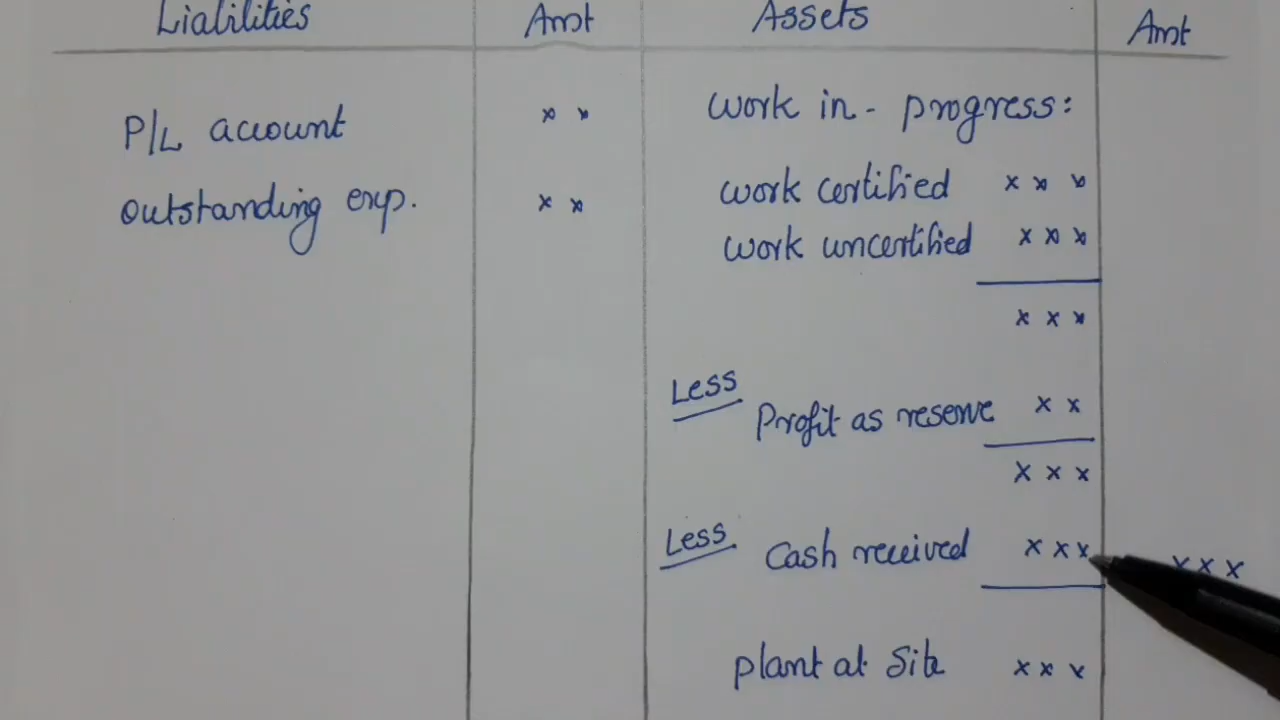 Liabilities Amt Assets Amt
P/L account x x Work in-progress:
Work certified x x x
outstanding exp. x x
Work uncertified x x x
x x x
Less Profit as reserve x x
x x x
Less Cash received x x x x x x
plant at Site x x x